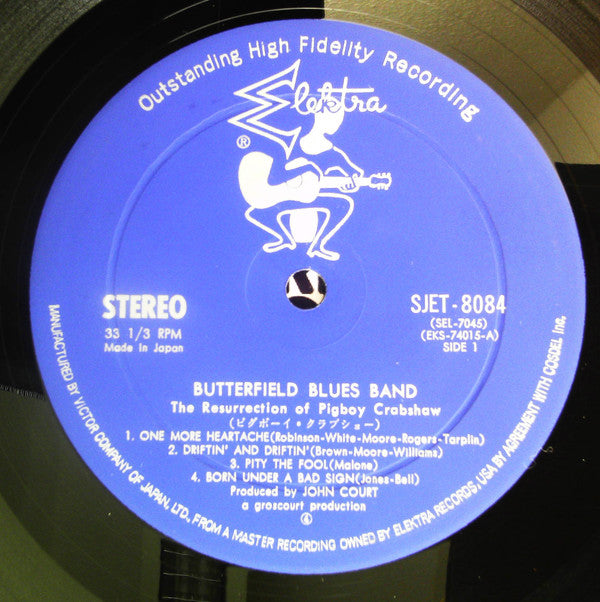 Outstanding High Fidelity Recording
Elektra
®
STEREO
33 1/3 RPM
Made in Japan
SJET-8084
(SEL-7045)
(EKS-74015-A)
SIDE 1
BUTTERFIELD BLUES BAND
The Resurrection of Pigboy Crabshaw
(ピグボーイ・クラブショー)
1. ONE MORE HEARTACHE(Robinson-White-Moore-Rogers-Tarplin)
2. DRIFTIN' AND DRIFTIN'(Brown-Moore-Williams)
3. PITY THE FOOL(Malone)
4. BORN UNDER A BAD SIGN(Jones-Bell)
Produced by JOHN COURT
a groscourt production
MANUFACTURED BY VICTOR COMPANY OF JAPAN, LTD., FROM A MASTER RECORDING OWNED BY ELEKTRA RECORDS, USA BY AGREEMENT WITH COSDEL Inc.